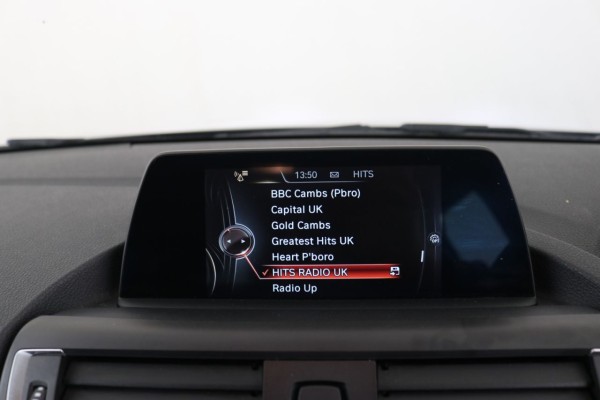 13:50 HITS
BBC Cambs (Pbro)
Capital UK
Gold Cambs
Greatest Hits UK
Heart P'boro
HITS RADIO UK
Radio Up